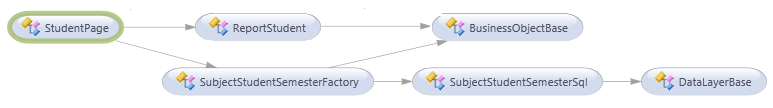 StudentPage
ReportStudent
BusinessObjectBase
SubjectStudentSemesterFactory
SubjectStudentSemesterSql
DataLayerBase